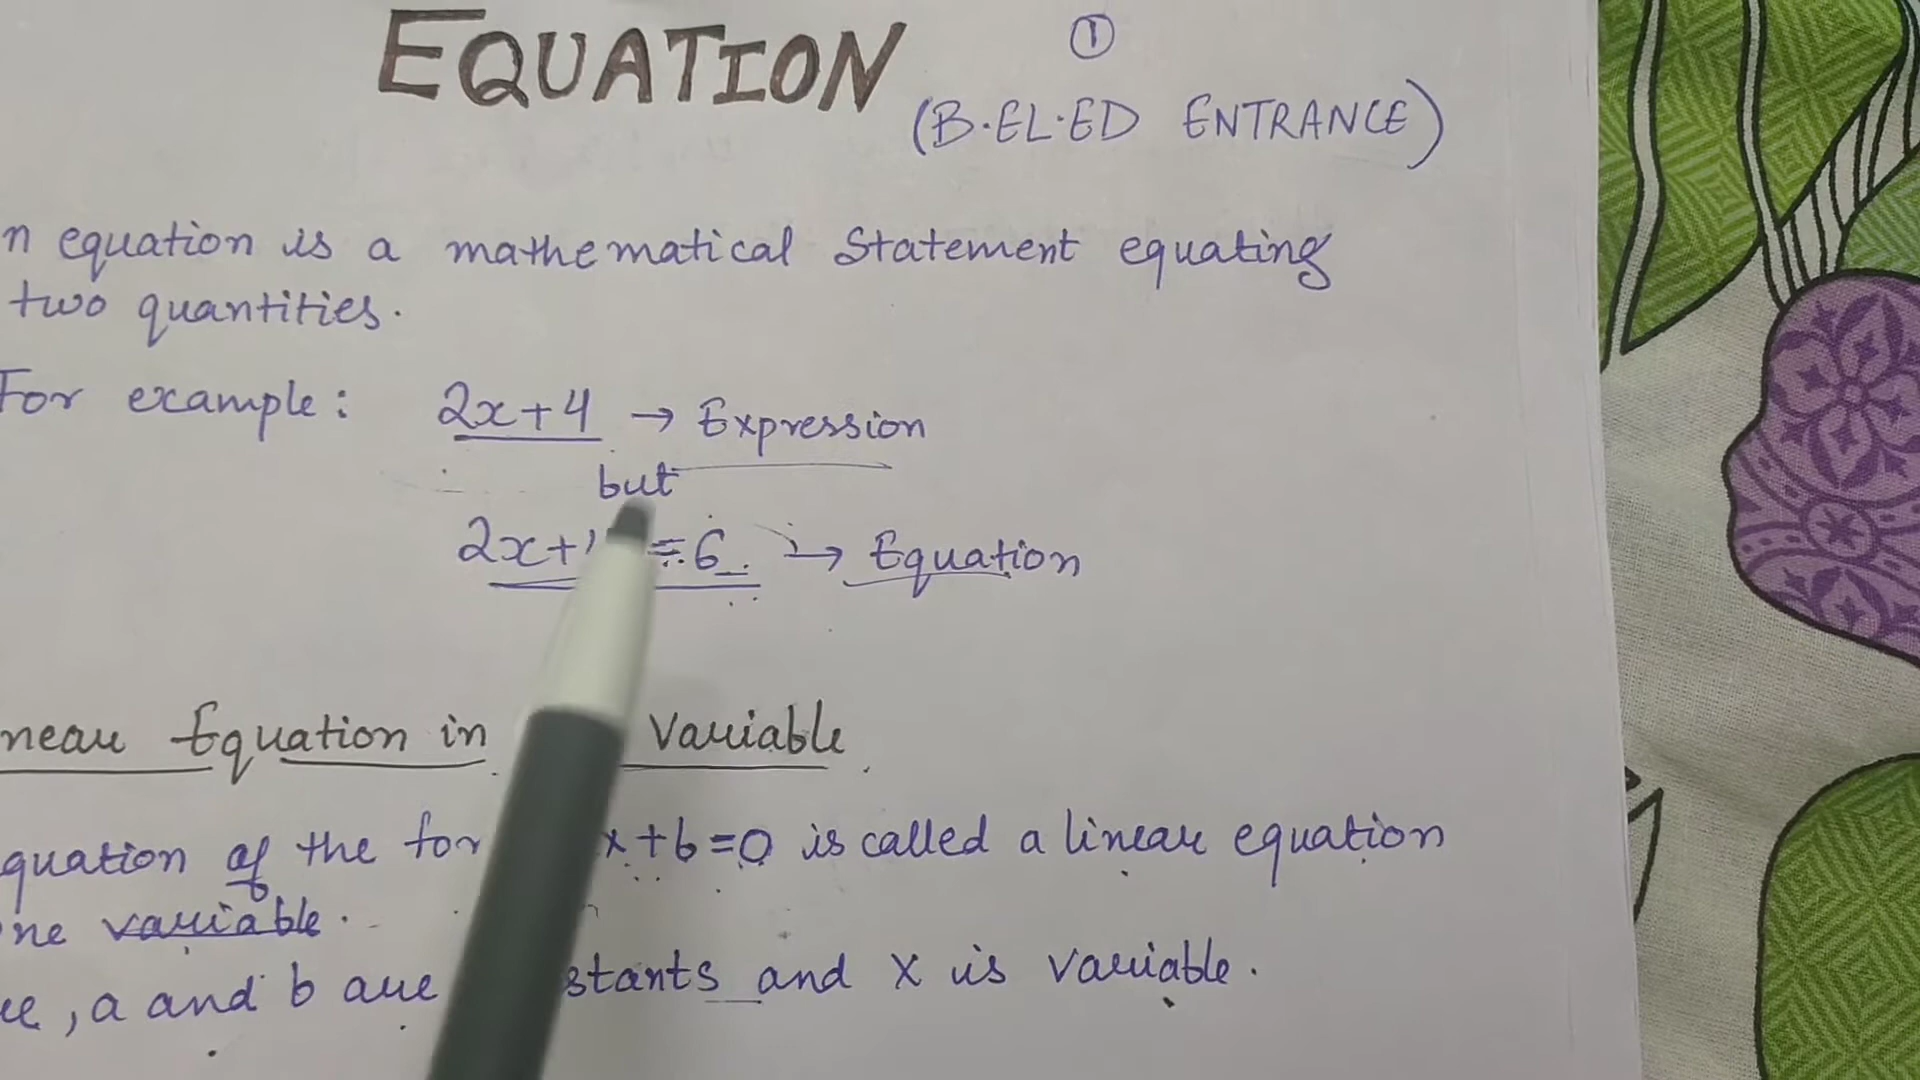 EQUATION
①
(B.EL.ED ENTRANCE)
n equation is a mathematical Statement equating
two quantities.
For example: 2x+4 → Expression
but
2x+ =6 → Equation
near Equation in Variable
quation of the for x+b=0 is called a linear equation
ne variable.
re, a and b are stants and x is variable.